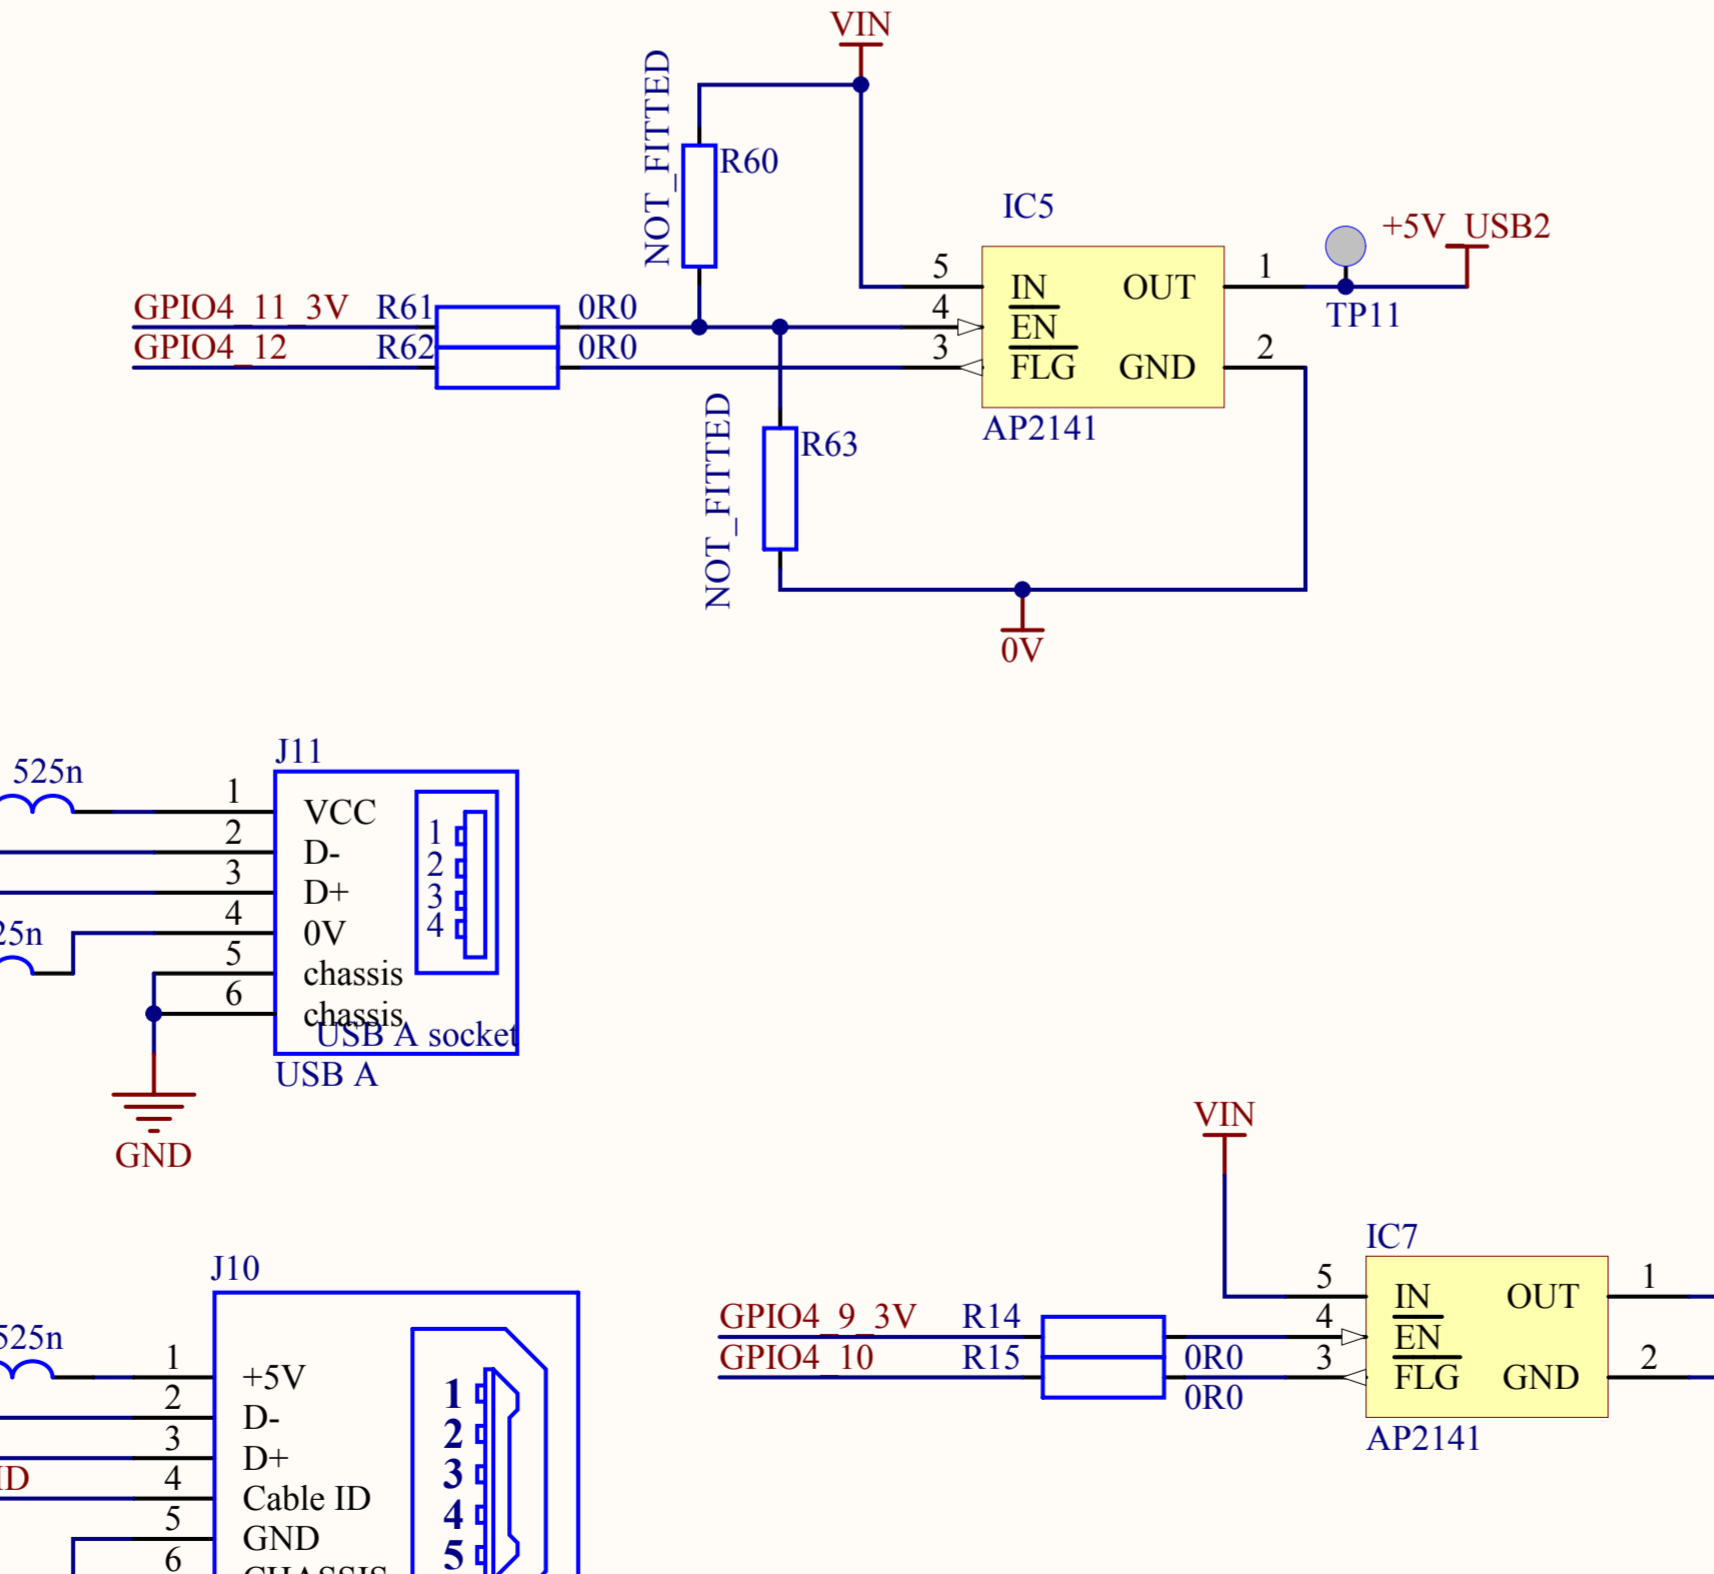 VIN
NOT_FITTED
R60
IC5
+5V_USB2
5 IN OUT 1
TP11
GPIO4_11_3V R61 0R0 4 EN
GPIO4_12 R62 0R0 3 FLG GND 2
AP2141
NOT_FITTED
R63
0V
J11
525n
1 VCC
2 D-
3 D+
4 0V
25n
5 chassis
6 chassis
1
2
3
4
USB A socket
USB A
GND
VIN
IC7
5 IN OUT 1
GPIO4_9_3V R14 0R0 4 EN
GPIO4_10 R15 0R0 3 FLG GND 2
AP2141
J10
525n
1 +5V
2 D-
3 D+
ID
4 Cable ID
5 GND
6 CHASSIS
1
2
3
4
5